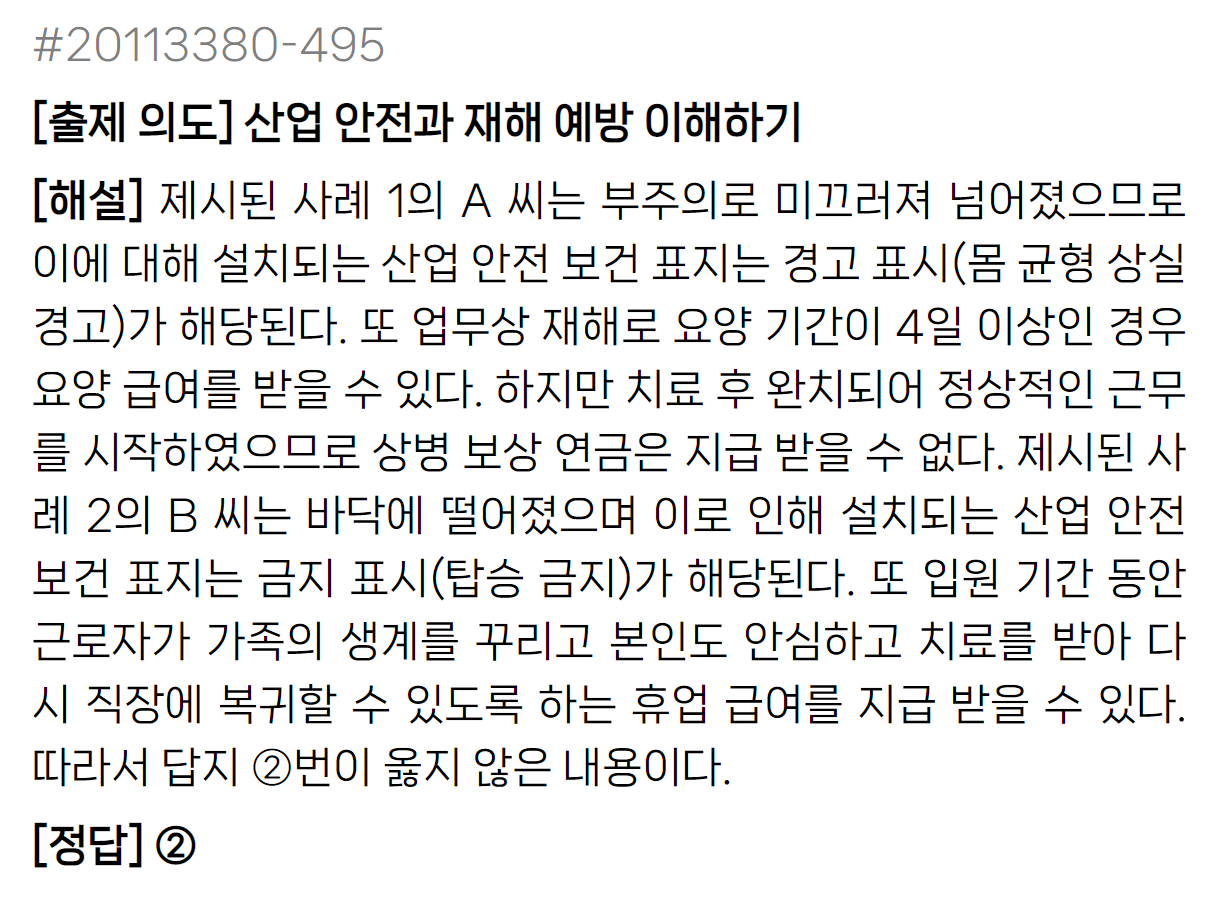 #20113380-495
[출제 의도] 산업 안전과 재해 예방 이해하기
[해설] 제시된 사례 1의 A 씨는 부주의로 미끄러져 넘어졌으므로
이에 대해 설치되는 산업 안전 보건 표지는 경고 표시(몸 균형 상실
경고)가 해당된다. 또 업무상 재해로 요양 기간이 4일 이상인 경우
요양 급여를 받을 수 있다. 하지만 치료 후 완치되어 정상적인 근무
를 시작하였으므로 상병 보상 연금은 지급 받을 수 없다. 제시된 사
례 2의 B 씨는 바닥에 떨어졌으며 이로 인해 설치되는 산업 안전
보건 표지는 금지 표시(탑승 금지)가 해당된다. 또 입원 기간 동안
근로자가 가족의 생계를 꾸리고 본인도 안심하고 치료를 받아 다
시 직장에 복귀할 수 있도록 하는 휴업 급여를 지급 받을 수 있다.
따라서 답지 ②번이 옳지 않은 내용이다.
[정답] ②